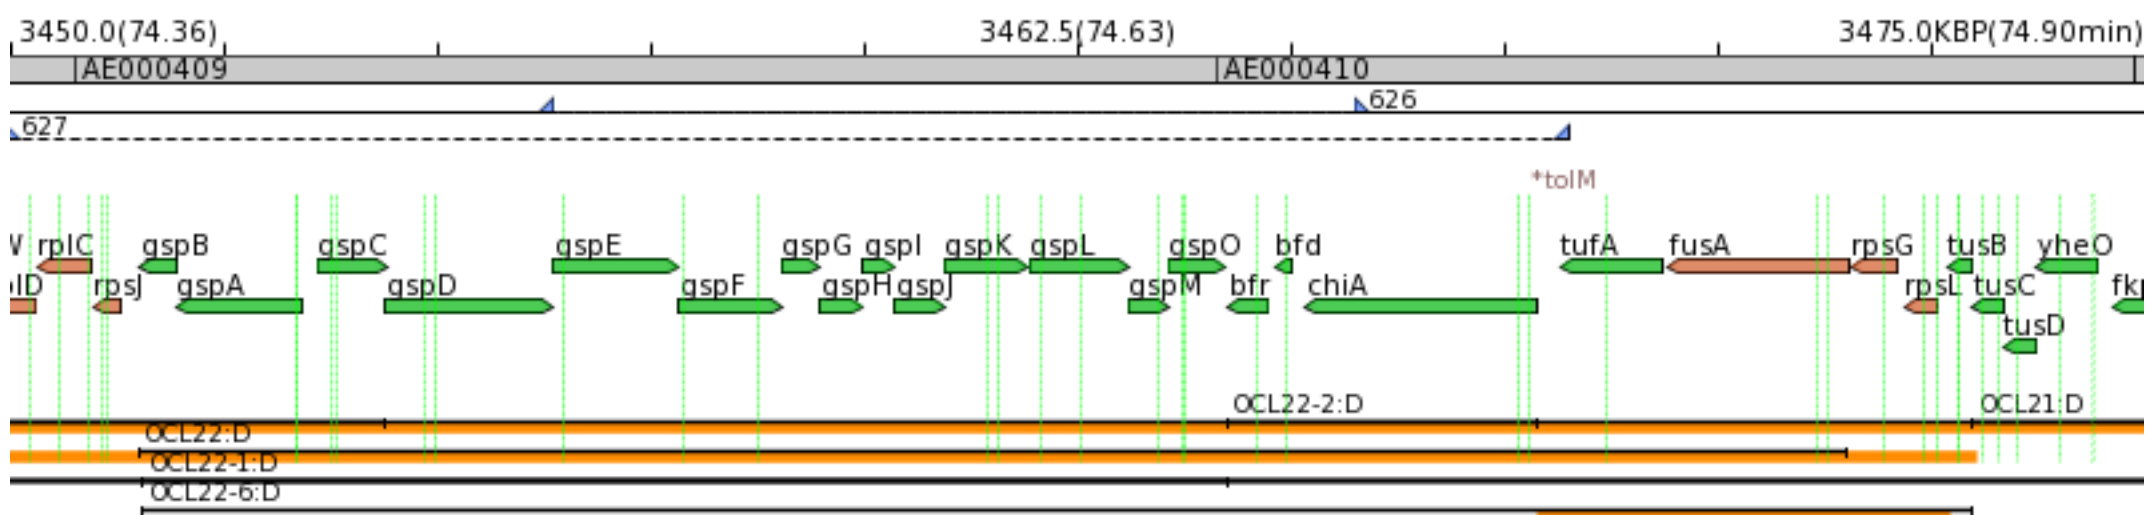 3450.0(74.36) 3462.5(74.63) 3475.0KBP(74.90min)
AE000409 AE000410
626
627
*tolM
rplC gspB gspC gspE gspG gspI gspK gspL gspO bfd tufA fusA rpsG tusB yheO
rpsJ gspA gspD gspF gspH gspJ gspM bfr chiA rpsL tusC
tusD
OCL22-2:D OCL21:D
OCL22:D
OCL22-1:D
OCL22-6:D